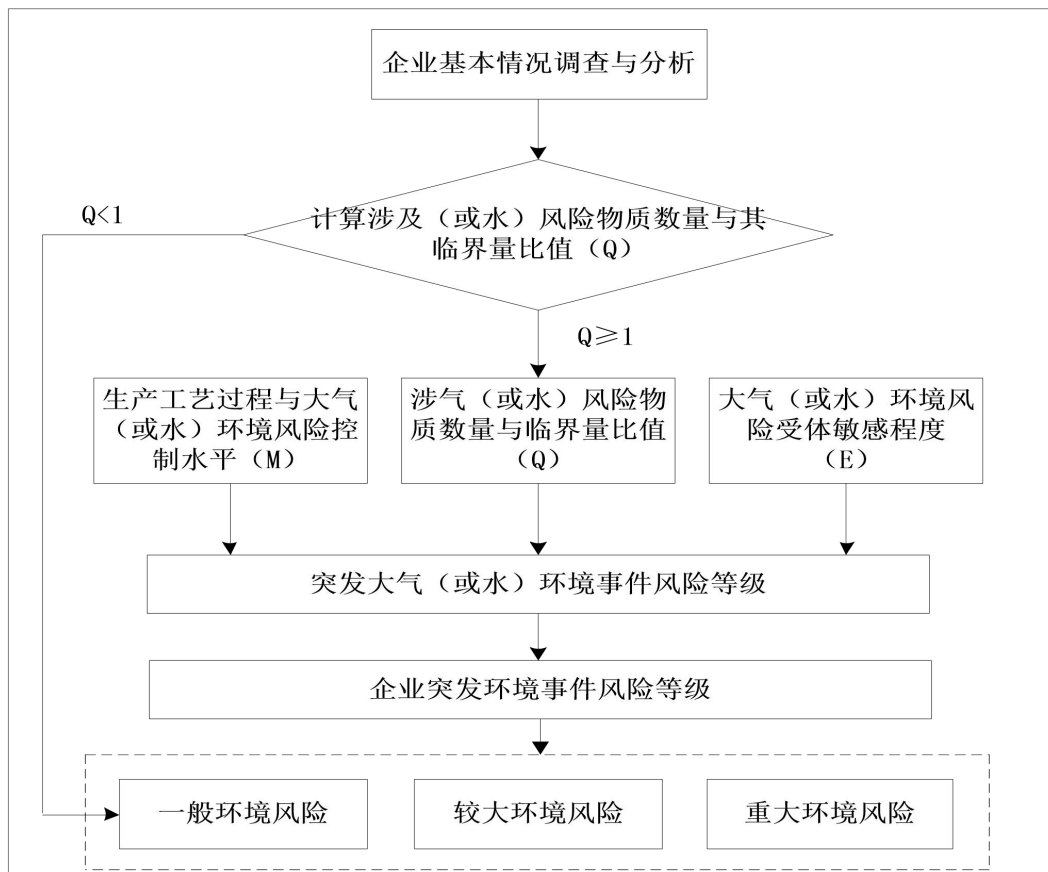 企业基本情况调查与分析
Q<1
计算涉及（或水）风险物质数量与其
临界量比值（Q）
Q≥1
生产工艺过程与大气
（或水）环境风险控
制水平（M）
涉气（或水）风险物
质数量与临界量比值
（Q）
大气（或水）环境风
险受体敏感程度
（E）
突发大气（或水）环境事件风险等级
企业突发环境事件风险等级
一般环境风险
较大环境风险
重大环境风险